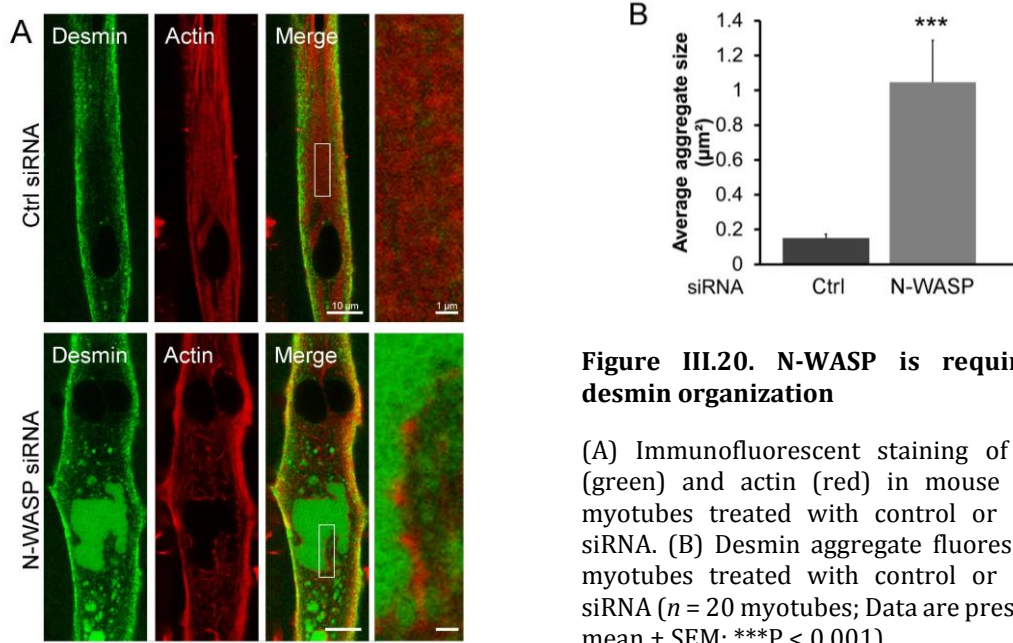 A
Desmin Actin Merge
Ctrl siRNA
10 µm 1 µm
Desmin Actin Merge
N-WASP siRNA
B
Average aggregate size
(µm²)
1.4
1.2
1
0.8
0.6
0.4
0.2
0
***
siRNA Ctrl N-WASP
Figure III.20. N-WASP is requir
desmin organization
(A) Immunofluorescent staining of
(green) and actin (red) in mouse
myotubes treated with control or
siRNA. (B) Desmin aggregate fluores
myotubes treated with control or
siRNA (n = 20 myotubes; Data are pres
mean ± SEM; ***P < 0.001)